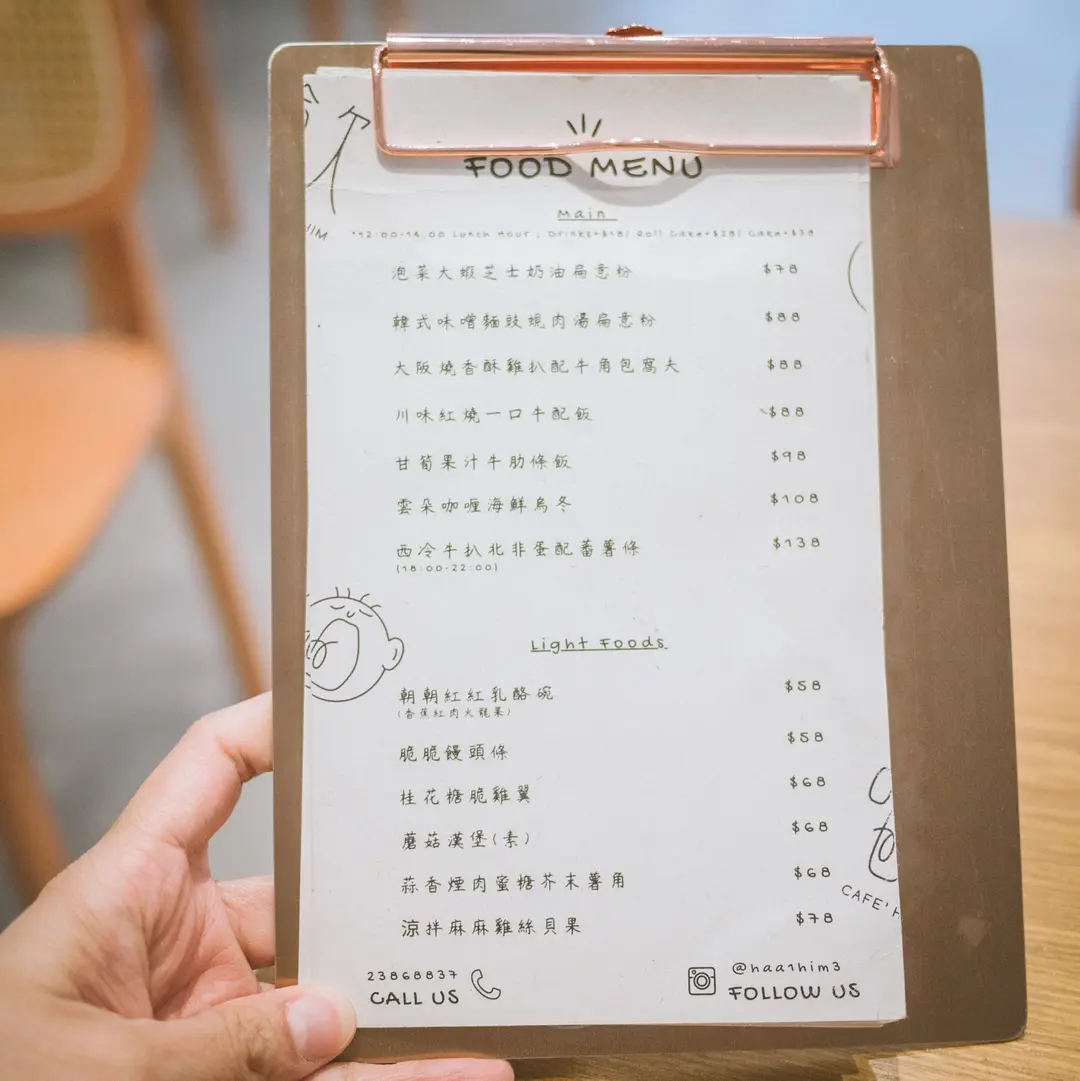 FOOD MENU
Main
*12:00-14:00 Lunch Hour ; Drinks+$18/ Roll Cake+$28/ Cake+$38
泡菜大蝦芝士奶油扁意粉 $78
韓式味噌麵豉燒肉湯扁意粉 $88
大阪燒香酥雞扒配牛角包窩夫 $88
川味紅燒一口牛配飯 $88
甘筍果汁牛肋條飯 $98
雲朵咖喱海鮮烏冬 $108
西冷牛扒北非蛋配蕃薯條 $138
(18:00-22:00)
Light Foods
朝朝紅紅乳酪碗 $58
(香蕉紅肉火龍果)
脆脆饅頭條 $58
桂花糖脆雞翼 $68
蘑菇漢堡(素) $68
蒜香煙肉蜜糖芥末薯角 $68
涼拌麻麻雞絲貝果 $78
CAFE'
23868837
CALL US
@haa1him3
FOLLOW US